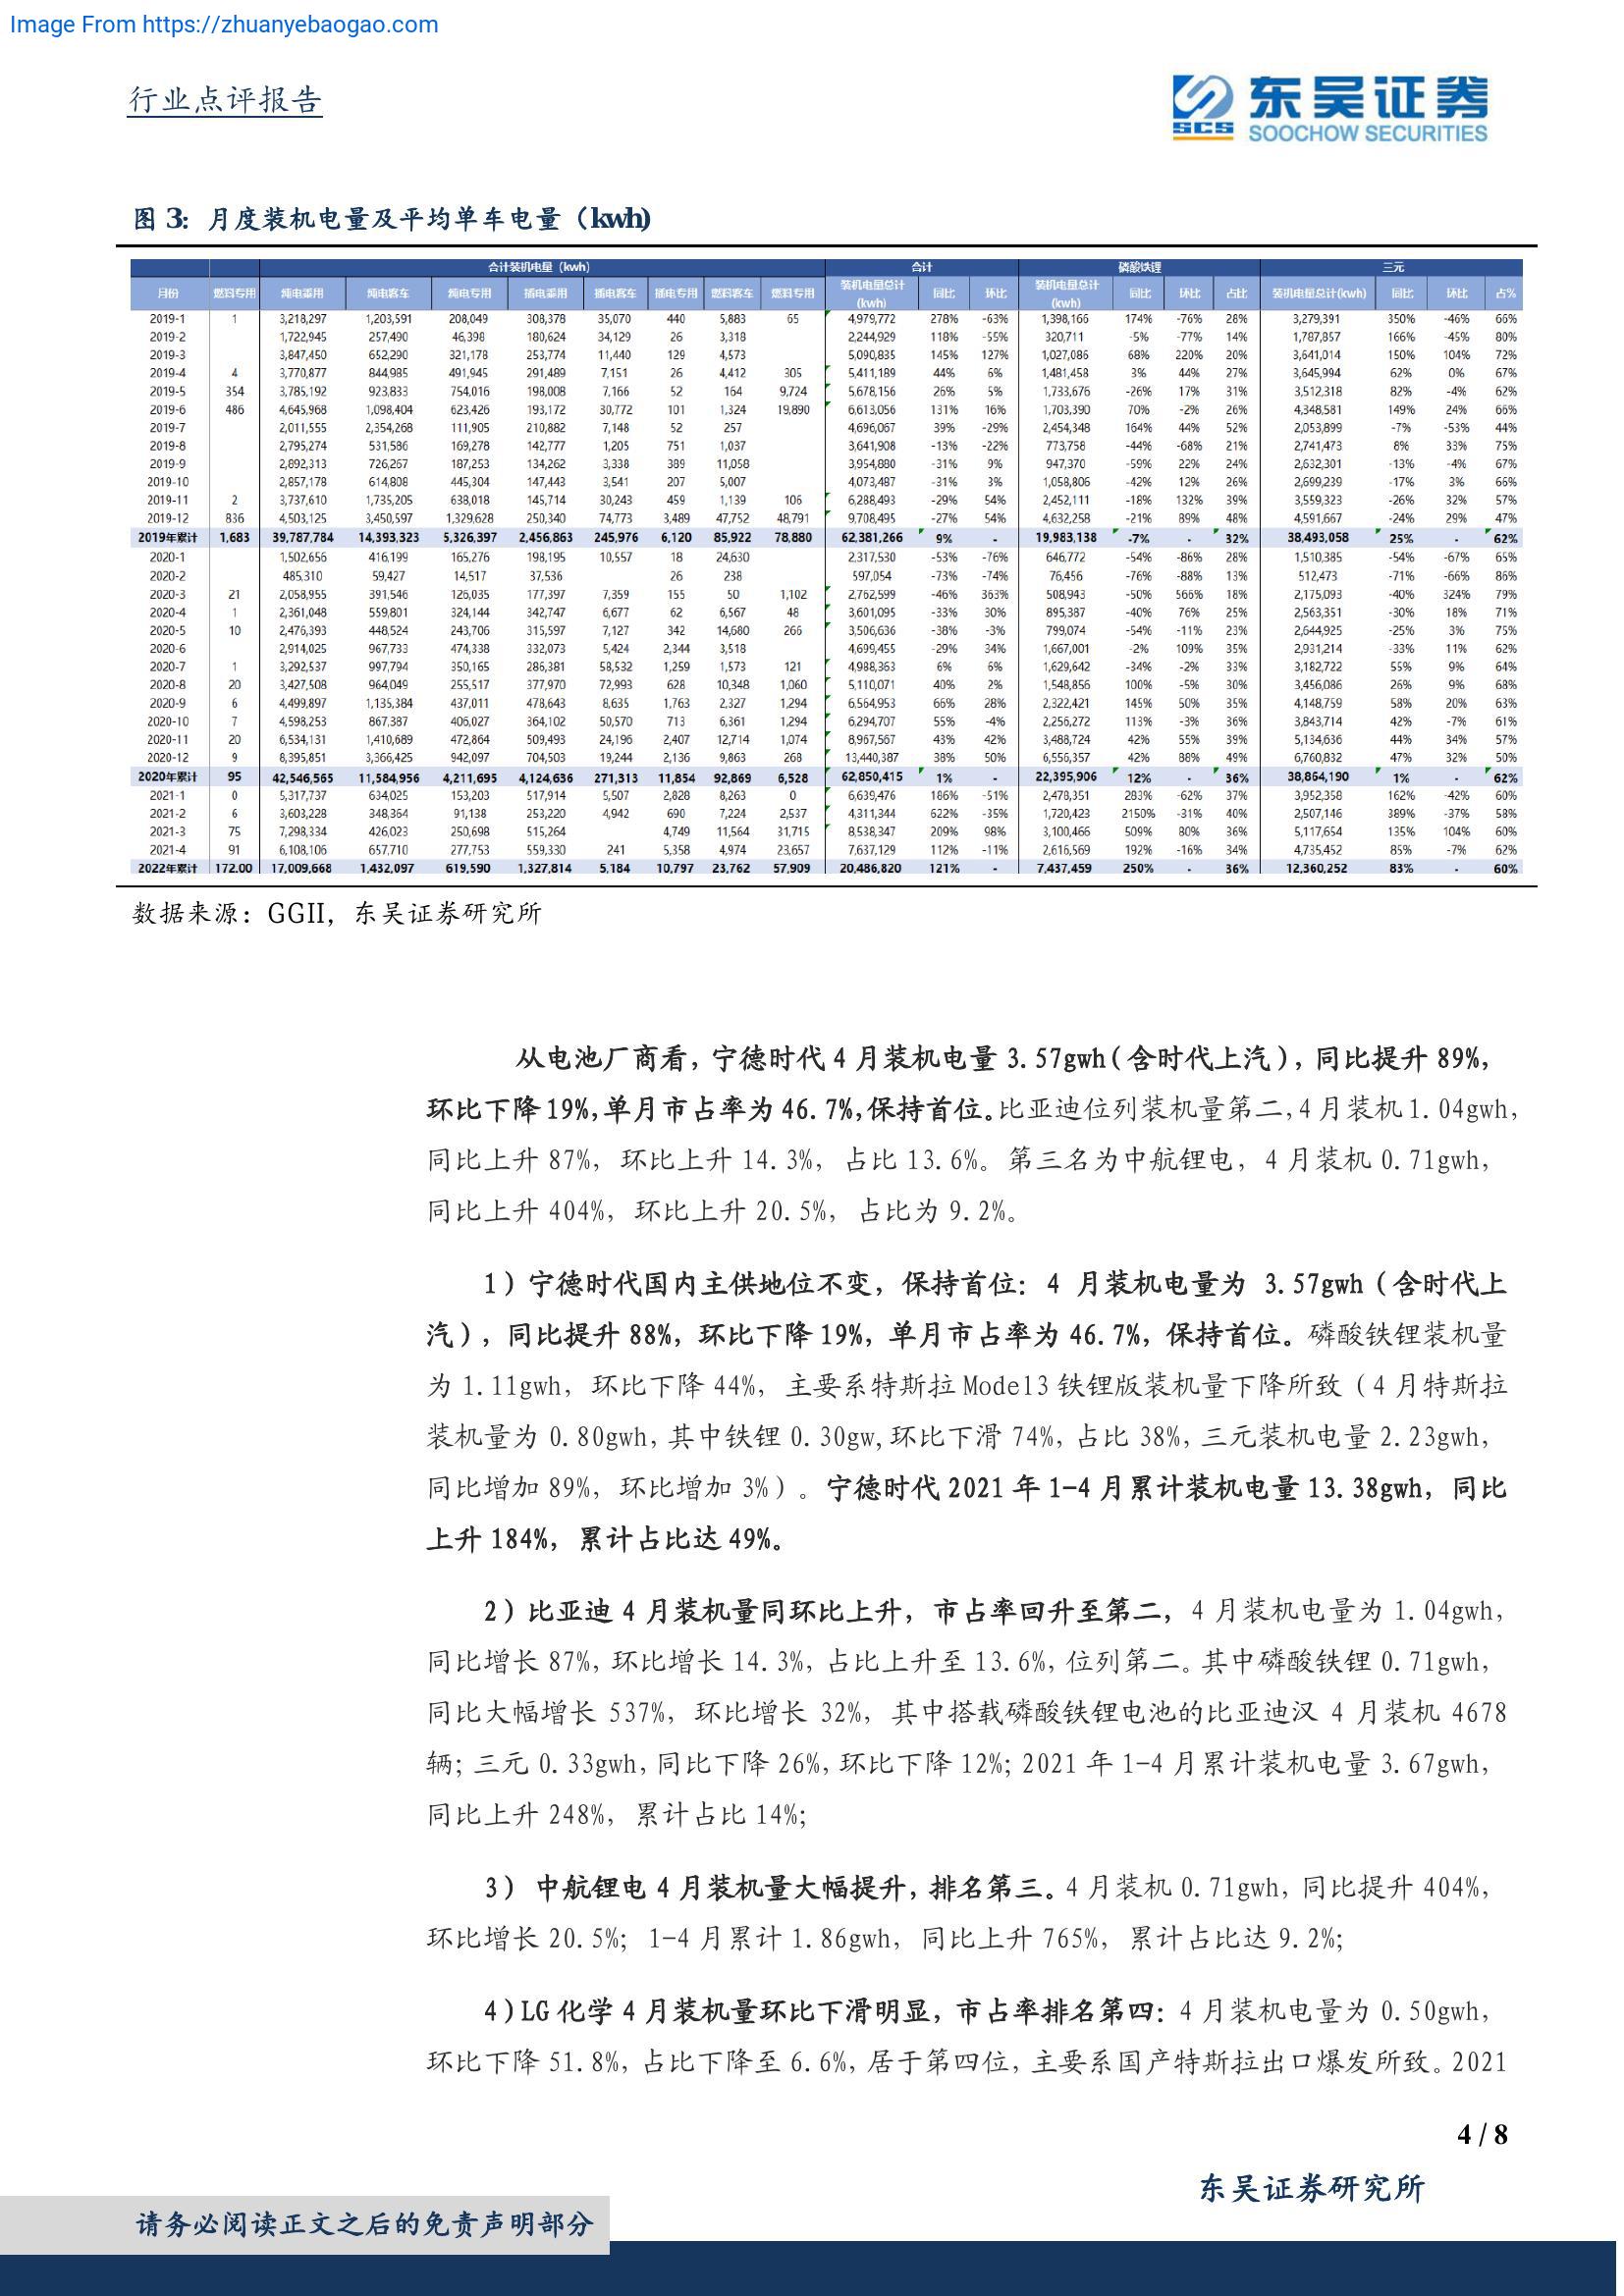 Image From https://zhuanyebaogao.com
行业点评报告
东吴证券
SCS
SOOCHOW SECURITIES
图 3: 月度装机电量及平均单车电量（kwh)
合计装机电量（kwh） 合计 磷酸铁锂 三元
月份 燃料专用 纯电乘用 纯电客车 纯电专用 插电乘用 插电客车 插电专用 燃料客车 燃料专用 装机电量总计(kwh) 同比 环比 装机电量总计(kwh) 同比 环比 占比 装机电量总计(kwh) 同比 环比 占%
2019-1 1 3,218,297 1,203,591 208,049 308,378 35,070 440 5,883 65 4,979,772 278% -63% 1,398,166 174% -76% 28% 3,279,391 350% -46% 66%
2019-2 1,722,945 257,490 46,398 180,624 34,129 26 3,318 2,244,929 118% -55% 320,711 -5% -77% 14% 1,787,857 166% -45% 80%
2019-3 3,847,450 652,290 321,178 253,774 11,440 129 4,573 5,090,835 145% 127% 1,027,086 68% 220% 20% 3,641,014 150% 104% 72%
2019-4 4 3,770,877 844,985 491,945 291,489 7,151 26 4,412 305 5,411,189 44% 6% 1,481,458 3% 44% 27% 3,645,994 62% 0% 67%
2019-5 354 3,785,192 923,833 754,016 198,008 7,166 52 164 9,724 5,678,156 26% 5% 1,733,676 -26% 17% 31% 3,512,318 82% -4% 62%
2019-6 486 4,645,968 1,098,404 623,426 193,172 30,772 101 1,324 19,890 6,613,056 131% 16% 1,703,390 70% -2% 26% 4,348,581 149% 24% 66%
2019-7 2,011,555 2,354,268 111,905 210,882 7,148 52 257 4,696,067 39% -29% 2,454,348 164% 44% 52% 2,053,899 -7% -53% 44%
2019-8 2,795,274 531,586 169,278 142,777 1,205 751 1,037 3,641,908 -13% -22% 773,758 -44% -68% 21% 2,741,473 8% 33% 75%
2019-9 2,892,313 726,267 187,253 134,262 3,338 389 11,058 3,954,880 -31% 9% 947,370 -59% 22% 24% 2,632,301 -13% -4% 67%
2019-10 2,857,178 614,808 445,304 147,443 3,541 207 5,007 4,073,487 -31% 3% 1,058,806 -42% 12% 26% 2,699,239 -17% 3% 66%
2019-11 2 3,737,610 1,735,205 638,018 145,714 30,243 459 1,139 106 6,288,493 -29% 54% 2,452,111 -18% 132% 39% 3,559,323 -26% 32% 57%
2019-12 836 4,503,125 3,450,597 1,329,628 250,340 74,773 3,489 47,752 48,791 9,708,495 -27% 54% 4,632,258 -21% 89% 48% 4,591,667 -24% 29% 47%
2019年累计 1,683 39,787,784 14,393,323 5,326,397 2,456,863 245,976 6,120 85,922 78,880 62,381,266 9% - 19,983,138 -7% - 32% 38,493,058 25% - 62%
2020-1 1,502,656 416,199 165,276 198,195 10,557 18 24,630 2,317,530 -53% -76% 646,772 -54% -86% 28% 1,510,385 -54% -67% 65%
2020-2 485,310 59,427 14,517 37,536 26 238 597,054 -73% -74% 76,456 -76% -88% 13% 512,473 -71% -66% 86%
2020-3 21 2,058,955 391,546 126,035 177,397 7,359 155 50 1,102 2,762,599 -46% 363% 508,943 -50% 566% 18% 2,175,093 -40% 324% 79%
2020-4 1 2,361,048 559,801 324,144 342,747 6,677 62 6,567 48 3,601,095 -33% 30% 895,387 -40% 76% 25% 2,563,351 -30% 18% 71%
2020-5 10 2,476,393 448,524 243,706 315,597 7,127 342 14,680 266 3,506,636 -38% -3% 799,074 -54% -11% 23% 2,644,925 -25% 3% 75%
2020-6 2,914,025 967,733 474,338 332,073 5,424 2,344 3,518 4,699,455 -29% 34% 1,667,001 -2% 109% 35% 2,931,214 -33% 11% 62%
2020-7 1 3,292,537 997,794 350,165 286,381 58,532 1,259 1,573 121 4,988,363 6% 6% 1,629,642 -34% -2% 33% 3,182,722 55% 9% 64%
2020-8 20 3,427,508 964,049 255,517 377,970 72,993 628 10,348 1,060 5,110,071 40% 2% 1,548,856 100% -5% 30% 3,456,086 26% 9% 68%
2020-9 6 4,499,897 1,135,384 437,011 478,643 8,635 1,763 2,327 1,294 6,564,953 66% 28% 2,322,421 145% 50% 35% 4,148,759 58% 20% 63%
2020-10 7 4,598,253 867,387 406,027 364,102 50,570 713 6,361 1,294 6,294,707 55% -4% 2,256,272 113% -3% 36% 3,843,714 42% -7% 61%
2020-11 20 6,534,131 1,410,689 472,864 509,493 24,196 2,407 12,714 1,074 8,967,567 43% 42% 3,488,724 42% 55% 39% 5,134,636 44% 34% 57%
2020-12 9 8,395,851 3,366,425 942,097 704,503 19,244 2,136 9,863 268 13,440,387 38% 50% 6,556,357 42% 88% 49% 6,760,832 47% 32% 50%
2020年累计 95 42,546,565 11,584,956 4,211,695 4,124,636 271,313 11,854 92,869 6,528 62,850,415 1% - 22,395,906 12% - 36% 38,864,190 1% - 62%
2021-1 0 5,317,737 634,025 153,203 517,914 5,507 2,828 8,263 0 6,639,476 186% -51% 2,478,351 283% -62% 37% 3,952,358 162% -42% 60%
2021-2 6 3,603,228 348,364 91,138 253,220 4,942 690 7,224 2,537 4,311,344 622% -35% 1,720,423 2150% -31% 40% 2,507,146 389% -37% 58%
2021-3 75 7,298,334 426,023 250,698 515,264 4,749 11,564 31,715 8,538,347 209% 98% 3,100,466 509% 80% 36% 5,117,654 135% 104% 60%
2021-4 91 6,108,106 657,710 277,753 559,330 241 5,358 4,974 23,657 7,637,129 112% -11% 2,616,569 192% -16% 34% 4,735,452 85% -7% 62%
2022年累计 172.00 17,009,668 1,432,097 619,590 1,327,814 5,184 10,797 23,762 57,909 20,486,820 121% - 7,437,459 250% - 36% 12,360,252 83% - 60%
数据来源：GGII，东吴证券研究所
从电池厂商看，宁德时代 4 月装机电量 3.57gwh（含时代上汽），同比提升 89%，
环比下降 19%，单月市占率为 46.7%，保持首位。比亚迪位列装机量第二，4 月装机 1.04gwh，
同比上升 87%，环比上升 14.3%，占比 13.6%。第三名为中航锂电，4 月装机 0.71gwh，
同比上升 404%，环比上升 20.5%，占比为 9.2%。
1）宁德时代国内主供地位不变，保持首位：4 月装机电量为 3.57gwh（含时代上
汽），同比提升 88%，环比下降 19%，单月市占率为 46.7%，保持首位。磷酸铁锂装机量
为 1.11gwh，环比下降 44%，主要系特斯拉 Model3 铁锂版装机量下降所致（4 月特斯拉
装机量为 0.80gwh，其中铁锂 0.30gw,环比下滑 74%，占比 38%，三元装机电量 2.23gwh，
同比增加 89%，环比增加 3%）。宁德时代 2021 年 1-4 月累计装机电量 13.38gwh，同比
上升 184%，累计占比达 49%。
2）比亚迪 4 月装机量同环比上升，市占率回升至第二，4 月装机电量为 1.04gwh，
同比增长 87%，环比增长 14.3%，占比上升至 13.6%，位列第二。其中磷酸铁锂 0.71gwh，
同比大幅增长 537%，环比增长 32%，其中搭载磷酸铁锂电池的比亚迪汉 4 月装机 4678
辆；三元 0.33gwh，同比下降 26%，环比下降 12%；2021 年 1-4 月累计装机电量 3.67gwh，
同比上升 248%，累计占比 14%；
3） 中航锂电 4 月装机量大幅提升，排名第三。4 月装机 0.71gwh，同比提升 404%，
环比增长 20.5%；1-4 月累计 1.86gwh，同比上升 765%，累计占比达 9.2%；
4）LG 化学 4 月装机量环比下滑明显，市占率排名第四：4 月装机电量为 0.50gwh，
环比下降 51.8%，占比下降至 6.6%，居于第四位，主要系国产特斯拉出口爆发所致。2021
4 / 8
东吴证券研究所
请务必阅读正文之后的免责声明部分